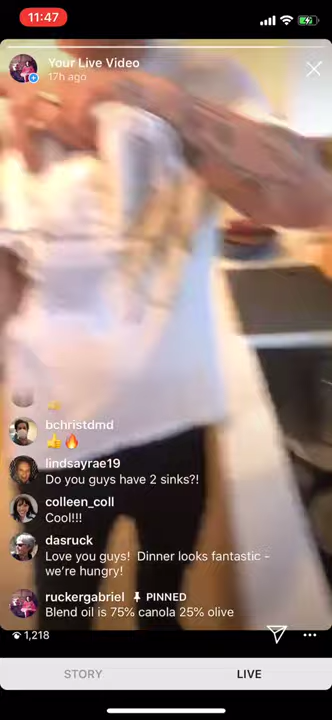 11:47
Your Live Video
17h ago
👍
bchristdmd
👍🔥
lindsayrae19
Do you guys have 2 sinks?!
colleen_coll
Cool!!!
dasruck
Love you guys!  Dinner looks fantastic -
we're hungry!
ruckergabriel PINNED
Blend oil is 75% canola 25% olive
1,218
STORY LIVE